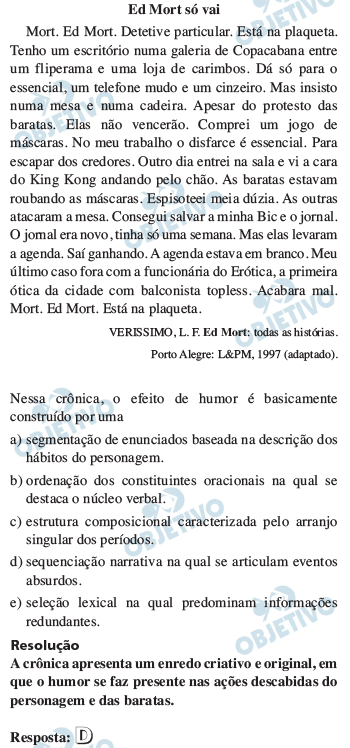 Ed Mort só vai
Mort. Ed Mort. Detetive particular. Está na plaqueta.
Tenho um escritório numa galeria de Copacabana entre
um fliperama e uma loja de carimbos. Dá só para o
essencial, um telefone mudo e um cinzeiro. Mas insisto
numa mesa e numa cadeira. Apesar do protesto das
baratas. Elas não vencerão. Comprei um jogo de
máscaras. No meu trabalho o disfarce é essencial. Para
escapar dos credores. Outro dia entrei na sala e vi a cara
do King Kong andando pelo chão. As baratas estavam
roubando as máscaras. Espisoteei meia dúzia. As outras
atacaram a mesa. Consegui salvar a minha Bic e o jornal.
O jornal era novo, tinha só uma semana. Mas elas levaram
a agenda. Saí ganhando. A agenda estava em branco. Meu
último caso fora com a funcionária do Erótica, a primeira
ótica da cidade com balconista topless. Acabara mal.
Mort. Ed Mort. Está na plaqueta.
VERISSIMO, L. F. Ed Mort: todas as histórias.
Porto Alegre: L&PM, 1997 (adaptado).
Nessa crônica, o efeito de humor é basicamente
construído por uma
a) segmentação de enunciados baseada na descrição dos
hábitos do personagem.
b) ordenação dos constituintes oracionais na qual se
destaca o núcleo verbal.
c) estrutura composicional caracterizada pelo arranjo
singular dos períodos.
d) sequenciação narrativa na qual se articulam eventos
absurdos.
e) seleção lexical na qual predominam informações
redundantes.
Resolução
A crônica apresenta um enredo criativo e original, em
que o humor se faz presente nas ações descabidas do
personagem e das baratas.
Resposta: D
OBJETIVO
OBJETIVO
OBJETIVO
OBJETIVO
OBJETIVO
OBJETIVO
OBJETIVO
OBJETIVO